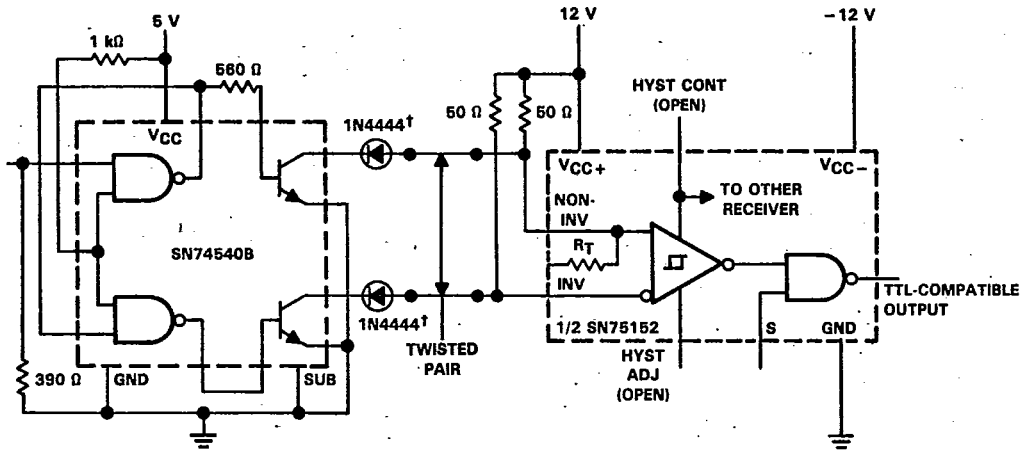 5 V
12 V
-12 V
1 kΩ
560 Ω
50 Ω
50 Ω
HYST CONT
(OPEN)
VCC
1N4444†
VCC+
VCC-
TO OTHER
RECEIVER
NON-
INV
RT
SN74540B
INV
1N4444†
TWISTED
PAIR
1/2 SN75152
S
GND
TTL-COMPATIBLE
OUTPUT
HYST
ADJ
(OPEN)
390 Ω
GND
SUB